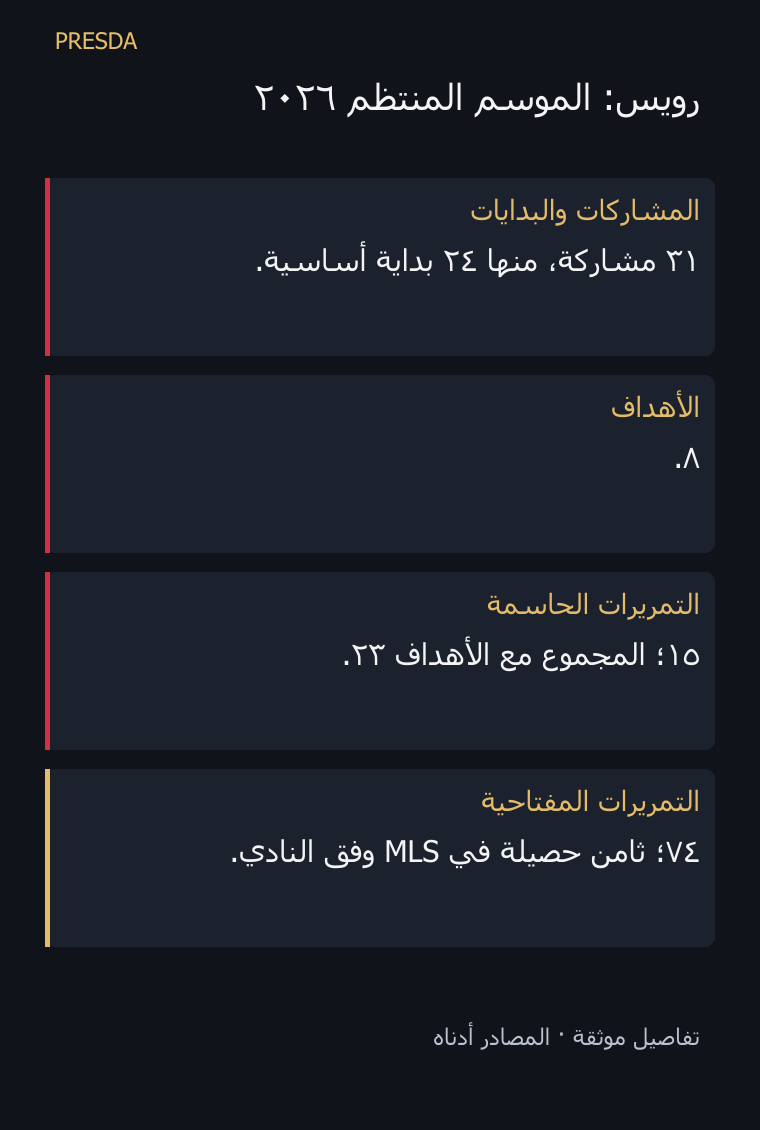 PRESDA
رويس: الموسم المنتظم ٢٠٢٦
المشاركات والبدايات
٣١ مشاركة، منها ٢٤ بداية أساسية.
الأهداف
٨.
التمريرات الحاسمة
١٥؛ المجموع مع الأهداف ٢٣.
التمريرات المفتاحية
٧٤؛ ثامن حصيلة في MLS وفق النادي.
تفاصيل موثقة · المصادر أدناه